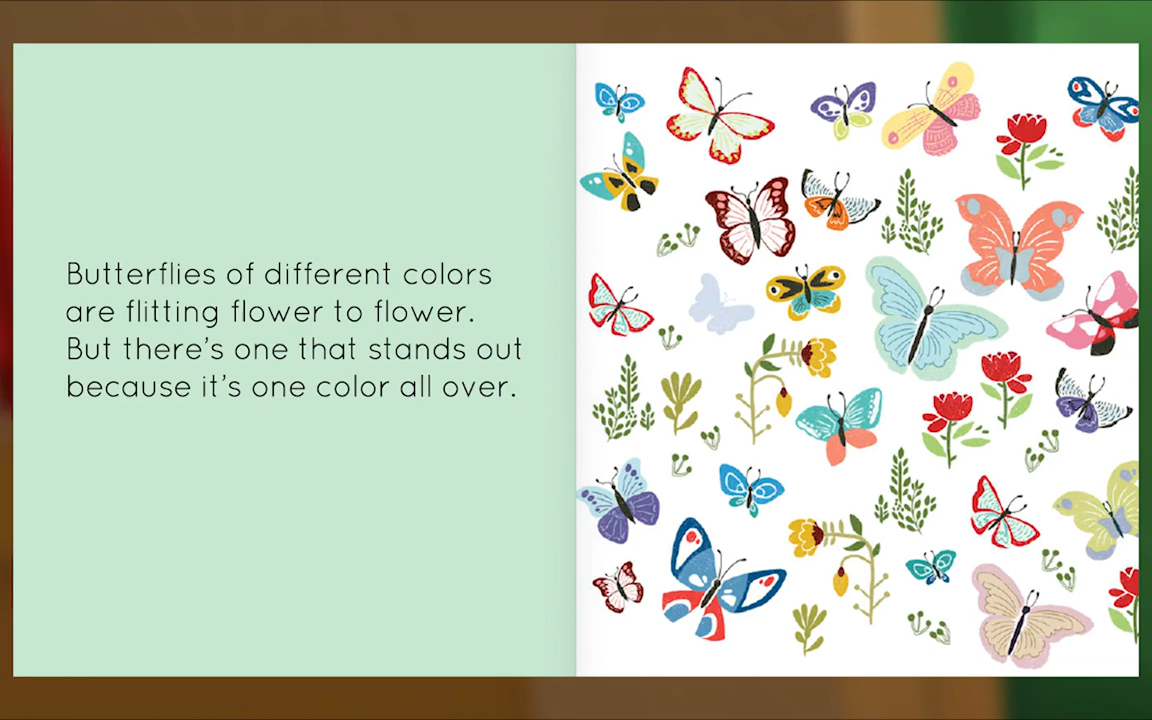 Butterflies of different colors
are flitting flower to flower.
But there's one that stands out
because it's one color all over.